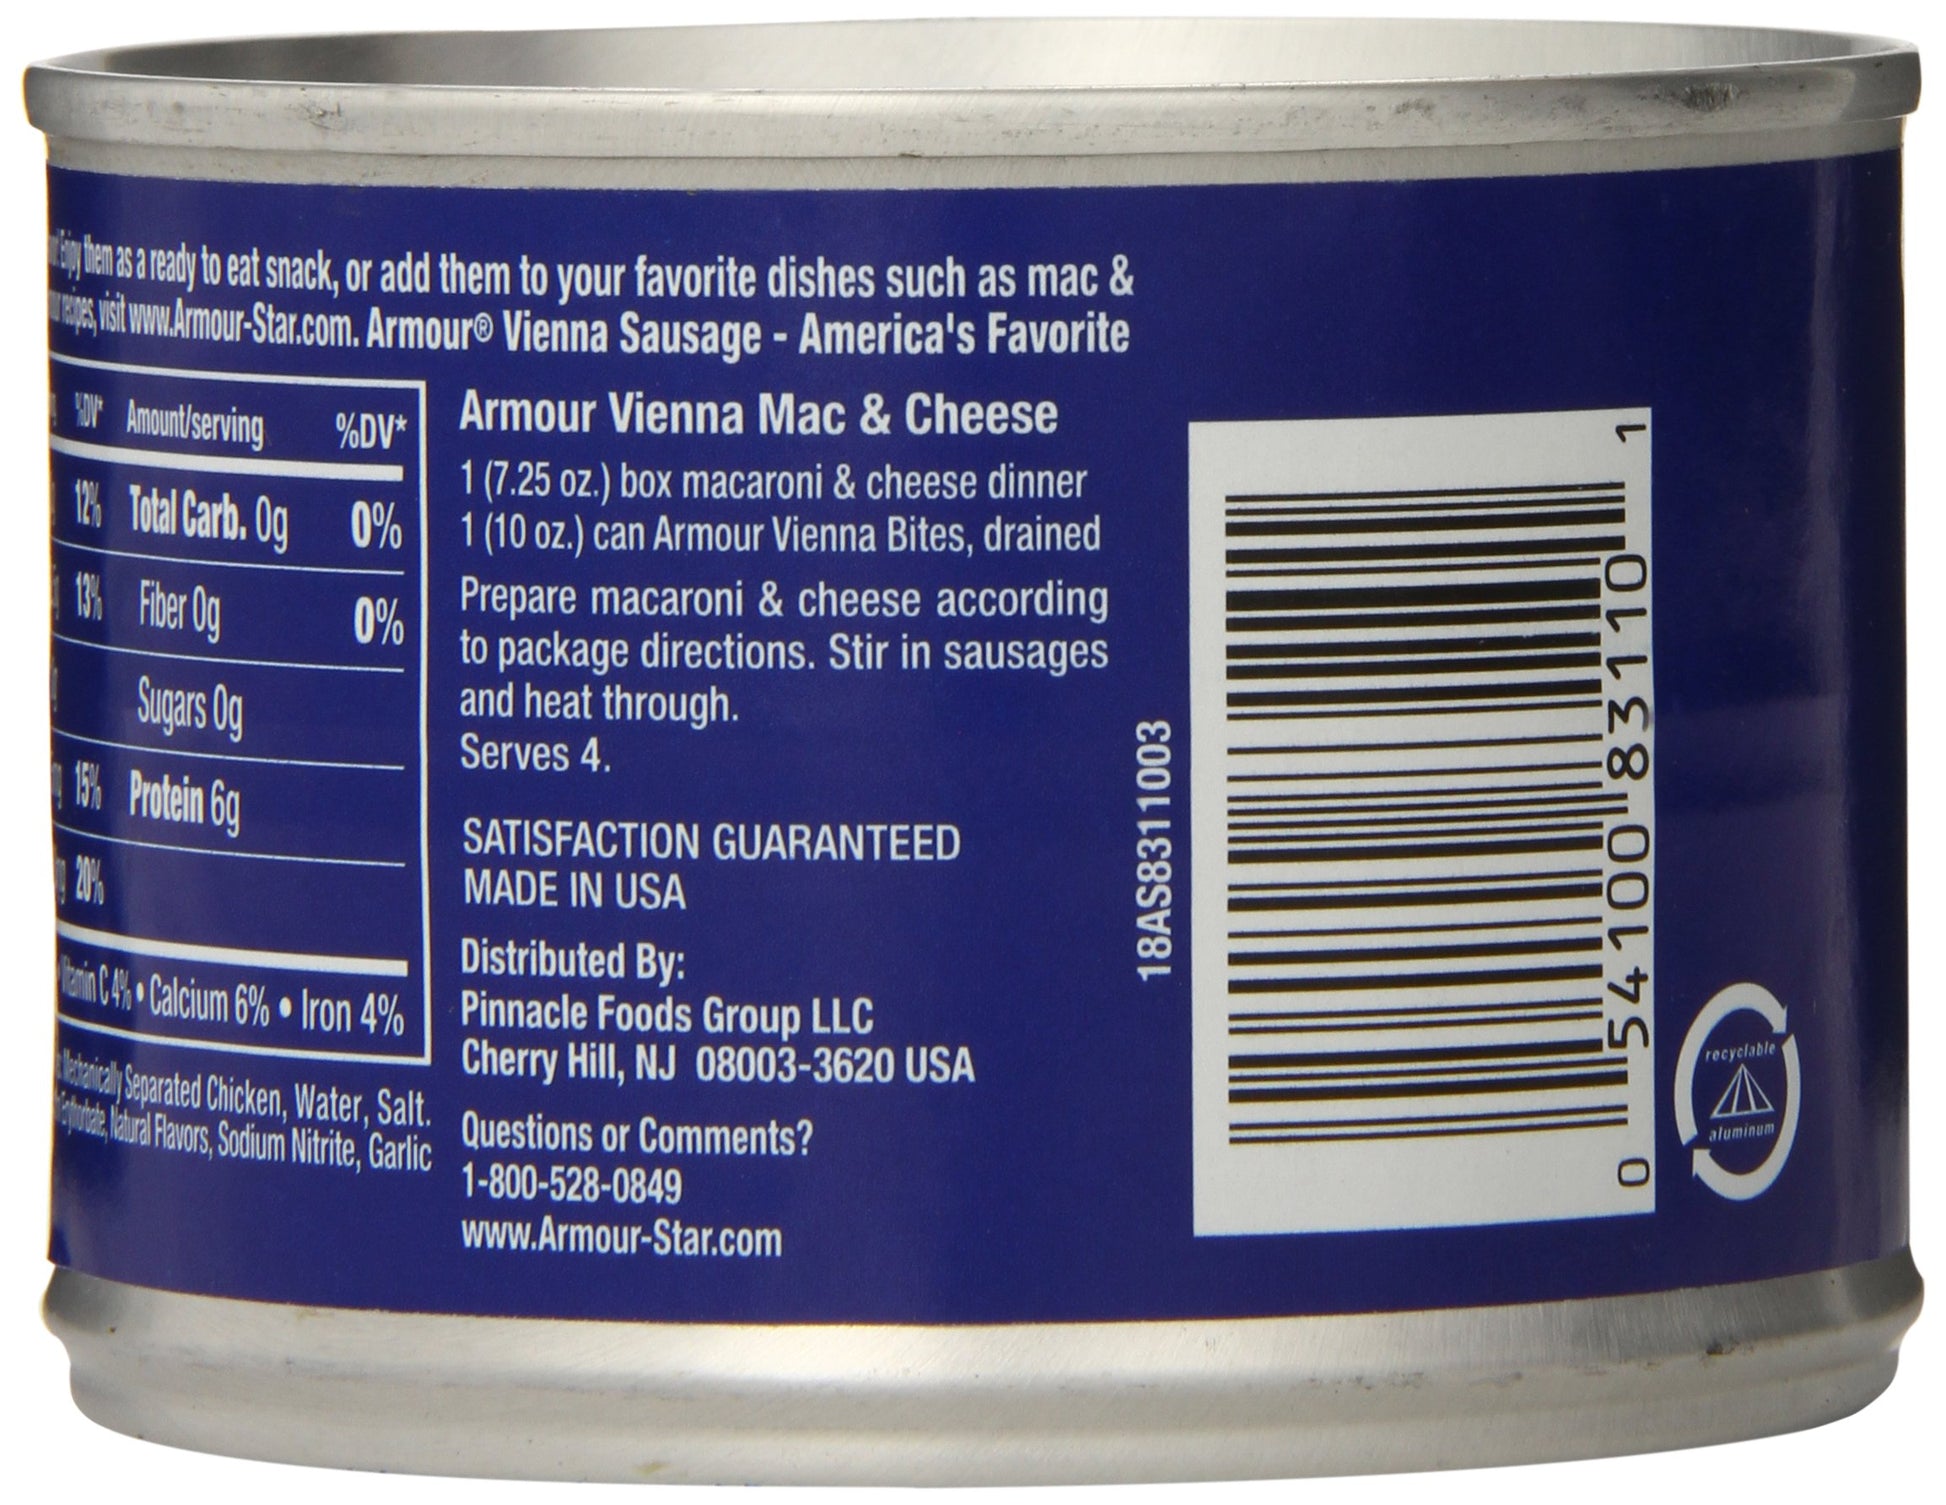 Enjoy them as a ready to eat snack, or add them to your favorite dishes such as mac &
recipes, visit www.Armour-Star.com. Armour® Vienna Sausage - America's Favorite
%DV* Amount/serving %DV*
12% Total Carb. 0g 0%
13% Fiber 0g 0%
Sugars 0g
15% Protein 6g
20%
Vitamin C 4% • Calcium 6% • Iron 4%
Mechanically Separated Chicken, Water, Salt.
Erythorbate, Natural Flavors, Sodium Nitrite, Garlic
Armour Vienna Mac & Cheese
1 (7.25 oz.) box macaroni & cheese dinner
1 (10 oz.) can Armour Vienna Bites, drained
Prepare macaroni & cheese according
to package directions. Stir in sausages
and heat through.
Serves 4.
SATISFACTION GUARANTEED
MADE IN USA
Distributed By:
Pinnacle Foods Group LLC
Cherry Hill, NJ 08003-3620 USA
Questions or Comments?
1-800-528-0849
www.Armour-Star.com
18AS8311003
0 54100 83110 1
recyclable
aluminum